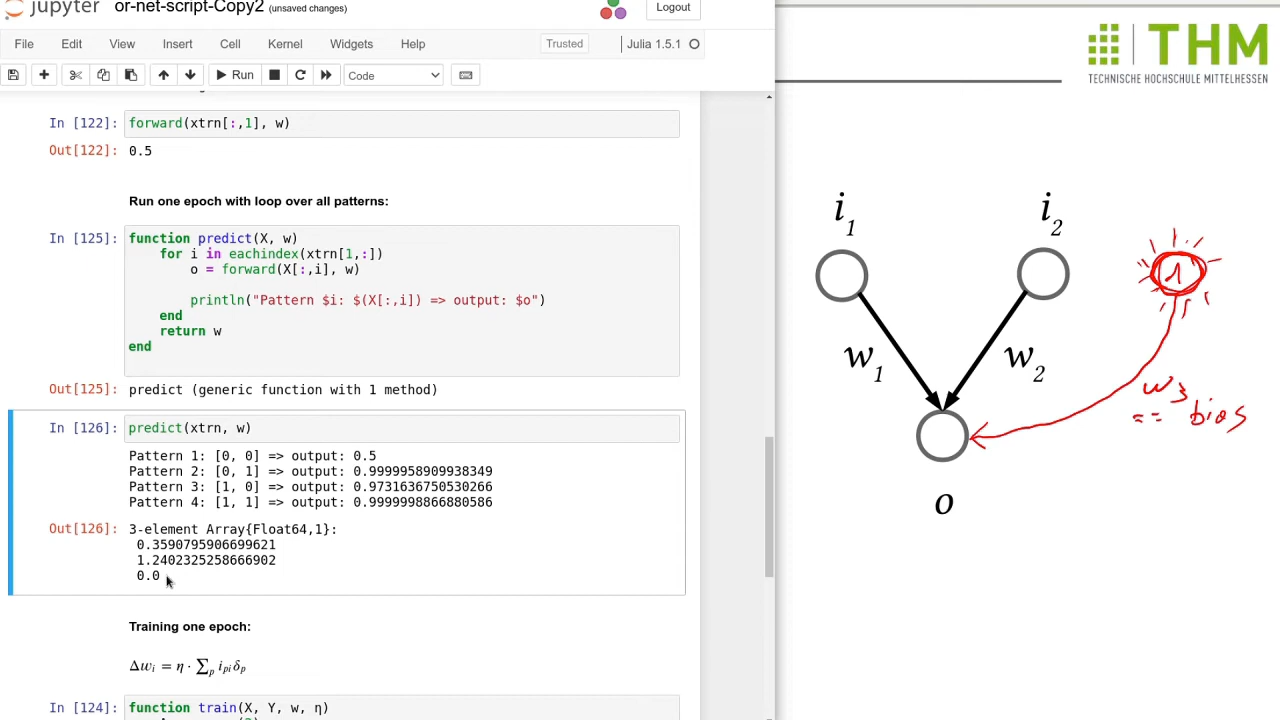 jupyter or-net-script-Copy2 (unsaved changes) Logout
File Edit View Insert Cell Kernel Widgets Help Trusted Julia 1.5.1
Run Code
In [122]: forward(xtrn[:,1], w)
Out[122]: 0.5
Run one epoch with loop over all patterns:
In [125]: function predict(X, w)
for i in eachindex(xtrn[1,:])
o = forward(X[:,i], w)
println("Pattern $i: $(X[:,i]) => output: $o")
end
return w
end
Out[125]: predict (generic function with 1 method)
In [126]: predict(xtrn, w)
Pattern 1: [0, 0] => output: 0.5
Pattern 2: [0, 1] => output: 0.9999958909938349
Pattern 3: [1, 0] => output: 0.9731636750530266
Pattern 4: [1, 1] => output: 0.9999998866880586
Out[126]: 3-element Array{Float64,1}:
0.3590795906699621
1.2402325258666902
0.0
Training one epoch:
Δwᵢ = η · ∑ₚ iₚᵢδₚ
In [124]: function train(X, Y, w, η)
THM
TECHNISCHE HOCHSCHULE MITTELHESSEN
i₁ i₂
1
w₁ w₂
w₃
== bias
o